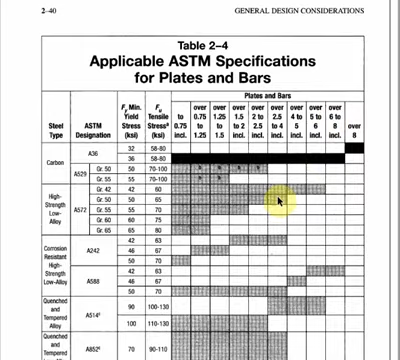 2–40 GENERAL DESIGN CONSIDERATIONS
Table 2–4
Applicable ASTM Specifications
for Plates and Bars
Plates and Bars
Steel Type
ASTM Designation
Fy Min. Yield Stress (ksi)
Fu Tensile Stress (ksi)
to 0.75 incl.
over 0.75 to 1.25
over 1.25 to 1.5
over 1.5 to 2 incl.
over 2 to 2.5 incl.
over 2.5 to 4 incl.
over 4 to 5 incl.
over 5 to 6 incl.
over 6 to 8 incl.
over 8
Carbon
A36 32 58-80
36 58-80
A529 Gr. 50 50 70-100
Gr. 55 55 70-100
High-Strength Low-Alloy
A572 Gr. 42 42 60
Gr. 50 50 65
Gr. 55 55 70
Gr. 60 60 75
Gr. 65 65 80
Corrosion Resistant High-Strength Low-Alloy
A242 42 63
46 67
50 70
A588 42 63
46 67
50 70
Quenched and Tempered Alloy
A514 90 100-130
100 110-130
Quenched and Tempered
A852 70 90-110